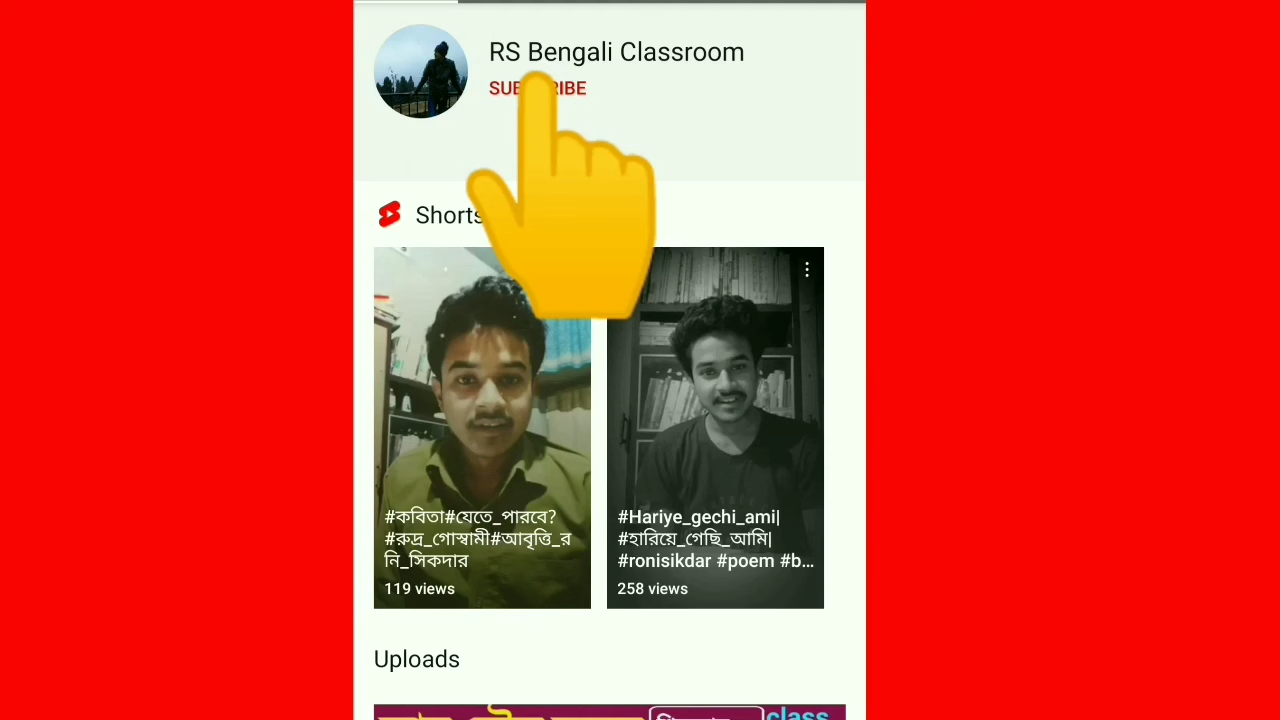 RS Bengali Classroom
Shorts
#কবিতা#যেতে_পারবে?
#রুদ্র_গোস্বামী#আবৃত্তি_র
নি_সিকদার
119 views
#Hariye_gechi_ami|
#হারিয়ে_গেছি_আমি|
#ronisikdar #poem #b...
258 views
Uploads
class